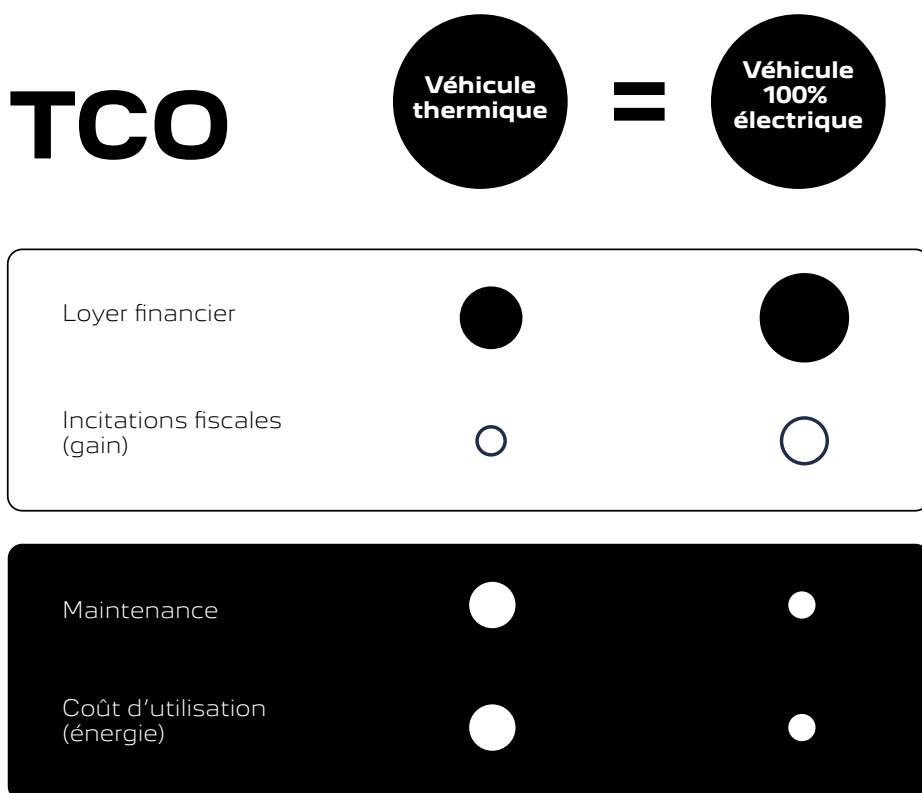 TCO
Véhicule
thermique
=
Véhicule
100%
électrique
Loyer financier
Incitations fiscales
(gain)
Maintenance
Coût d’utilisation
(énergie)